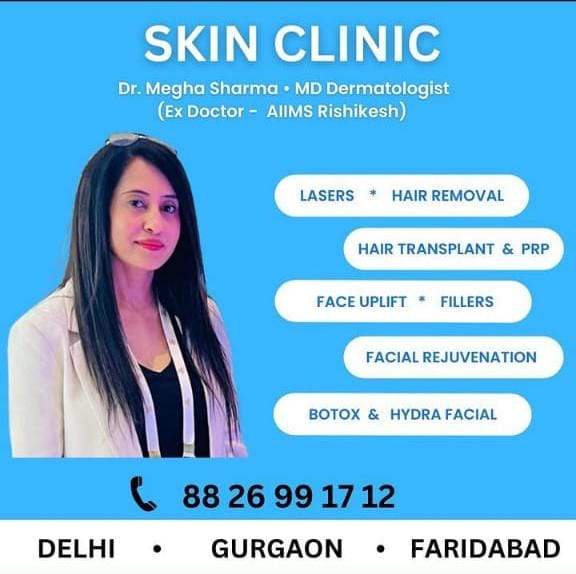 SKIN CLINIC
Dr. Megha Sharma • MD Dermatologist
(Ex Doctor - AIIMS Rishikesh)
LASERS * HAIR REMOVAL
HAIR TRANSPLANT & PRP
FACE UPLIFT * FILLERS
FACIAL REJUVENATION
BOTOX & HYDRA FACIAL
88 26 99 17 12
DELHI • GURGAON • FARIDABAD